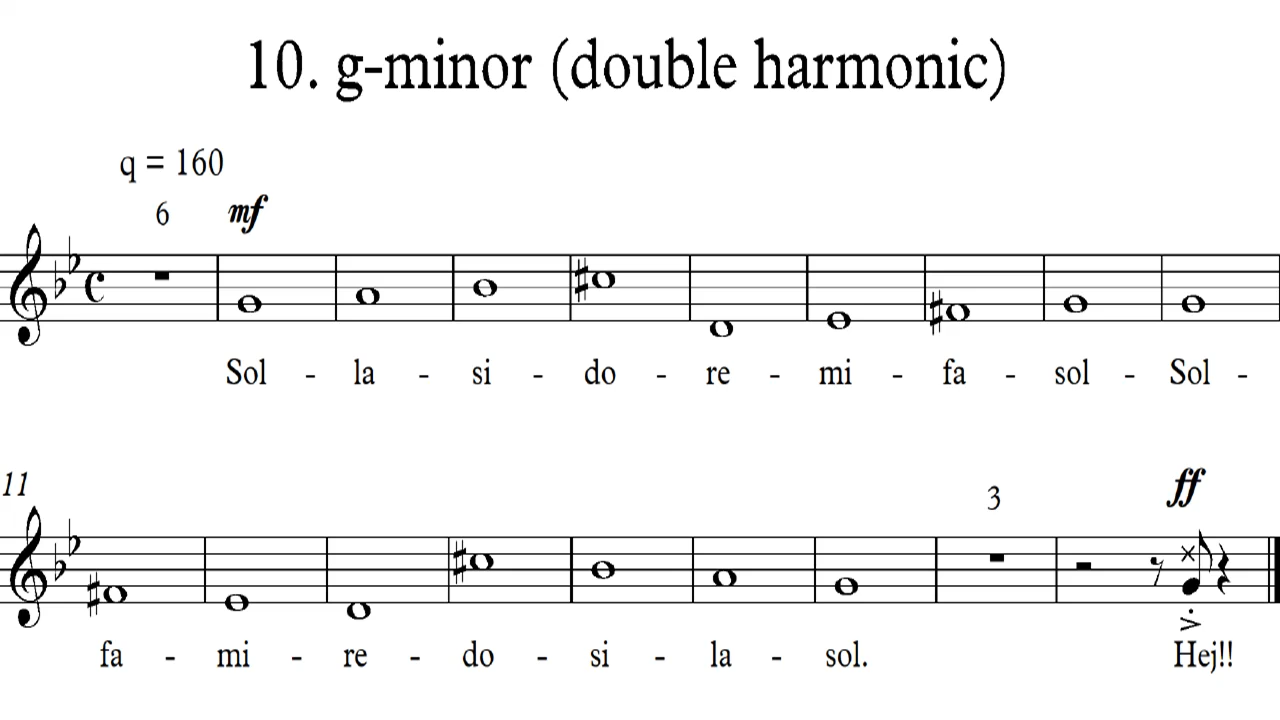 10. g-minor (double harmonic)
q = 160
6 mf
Sol - la - si - do - re - mi - fa - sol - Sol -
11 3 ff
fa - mi - re - do - si - la - sol. Hej!!